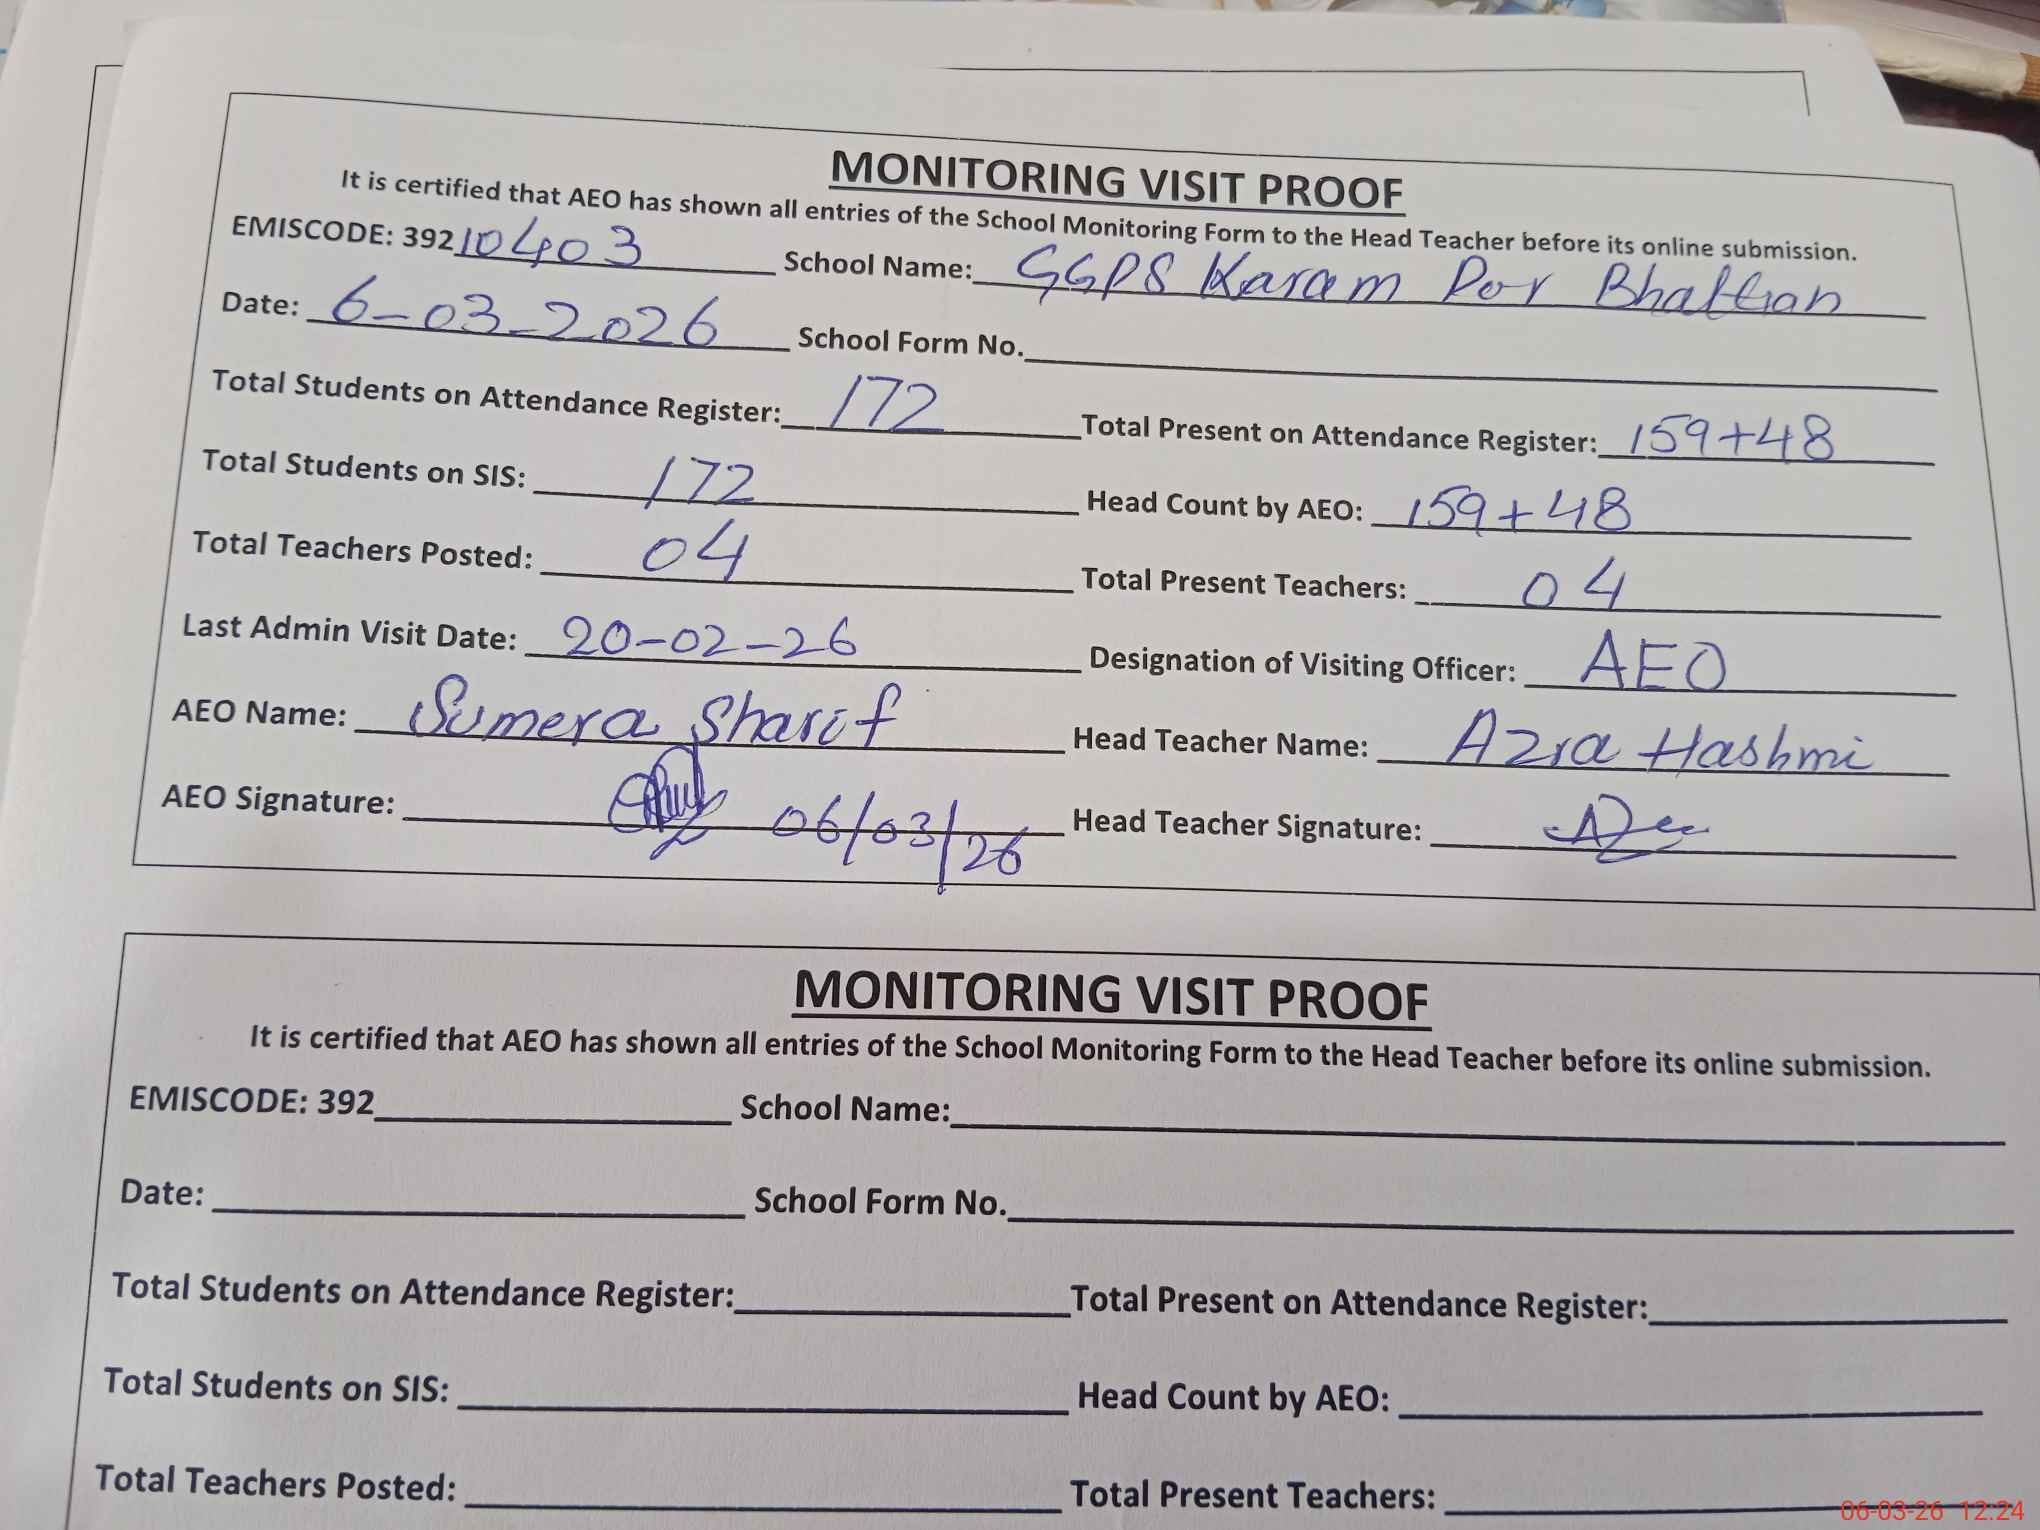 MONITORING VISIT PROOF
It is certified that AEO has shown all entries of the School Monitoring Form to the Head Teacher before its online submission.
EMISCODE: 39210403 School Name: GGPS Karam Por Bhattian
Date: 6-03-2026 School Form No.
Total Students on Attendance Register: 172 Total Present on Attendance Register: 159+48
Total Students on SIS: 172 Head Count by AEO: 159+48
Total Teachers Posted: 04 Total Present Teachers: 04
Last Admin Visit Date: 20-02-26 Designation of Visiting Officer: AEO
AEO Name: Sumera Sharif Head Teacher Name: Azra Hashmi
AEO Signature: 06/03/26 Head Teacher Signature:
MONITORING VISIT PROOF
It is certified that AEO has shown all entries of the School Monitoring Form to the Head Teacher before its online submission.
EMISCODE: 392 School Name:
Date: School Form No.
Total Students on Attendance Register: Total Present on Attendance Register:
Total Students on SIS: Head Count by AEO:
Total Teachers Posted: Total Present Teachers:
06-03-26 12:24